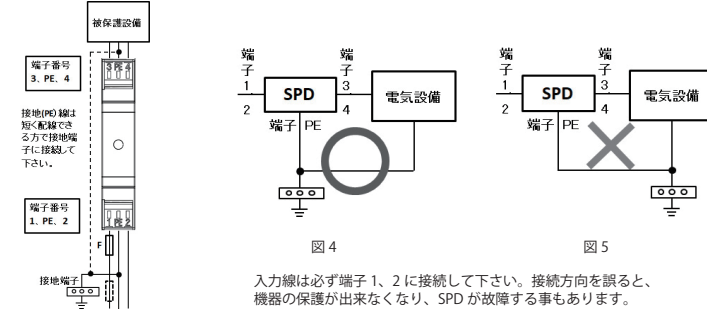 被保護設備
端子番号
3、PE、4
3 PE 4
接地(PE)線は
短く配線でき
る方で接地端
子に接続して
下さい。
端子番号
1、PE、2
1 PE 2
F
接地端子
端子
1
2
SPD
端子
3
4
電気設備
端子 PE
図 4
端子
1
2
SPD
端子
3
4
電気設備
端子 PE
図 5
入力線は必ず端子 1、2 に接続して下さい。接続方向を誤ると、
機器の保護が出来なくなり、SPD が故障する事もあります。